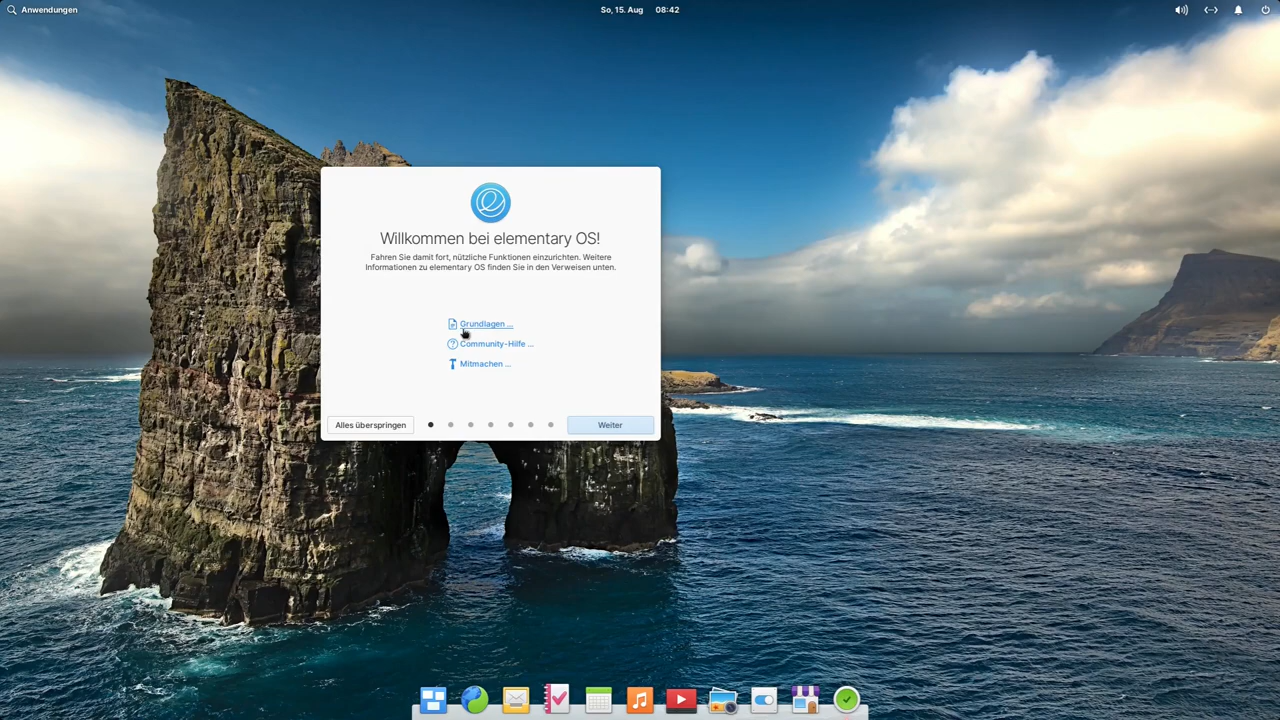 Anwendungen
So, 15. Aug 08:42
Willkommen bei elementary OS!
Fahren Sie damit fort, nützliche Funktionen einzurichten. Weitere
Informationen zu elementary OS finden Sie in den Verweisen unten.
Grundlagen ...
Community-Hilfe ...
Mitmachen ...
Alles überspringen
Weiter